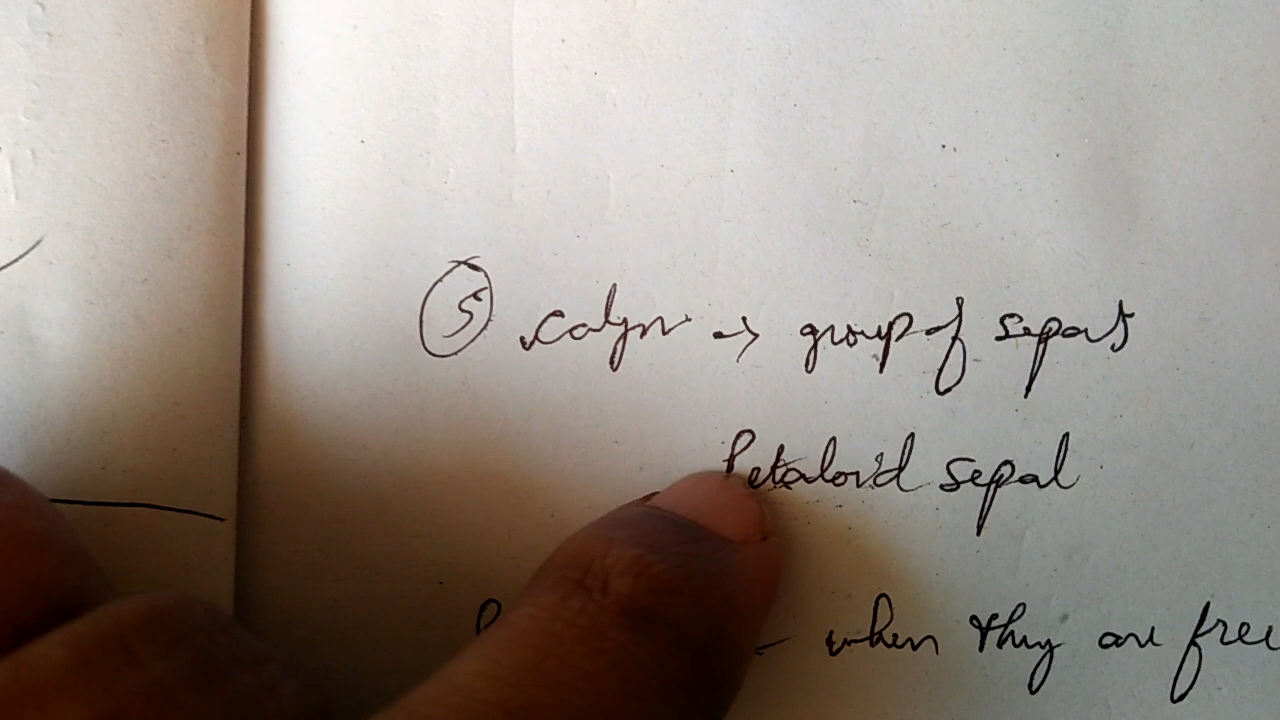 ⑤ calyx → group of sepals
Petaloid sepal
– when they are free